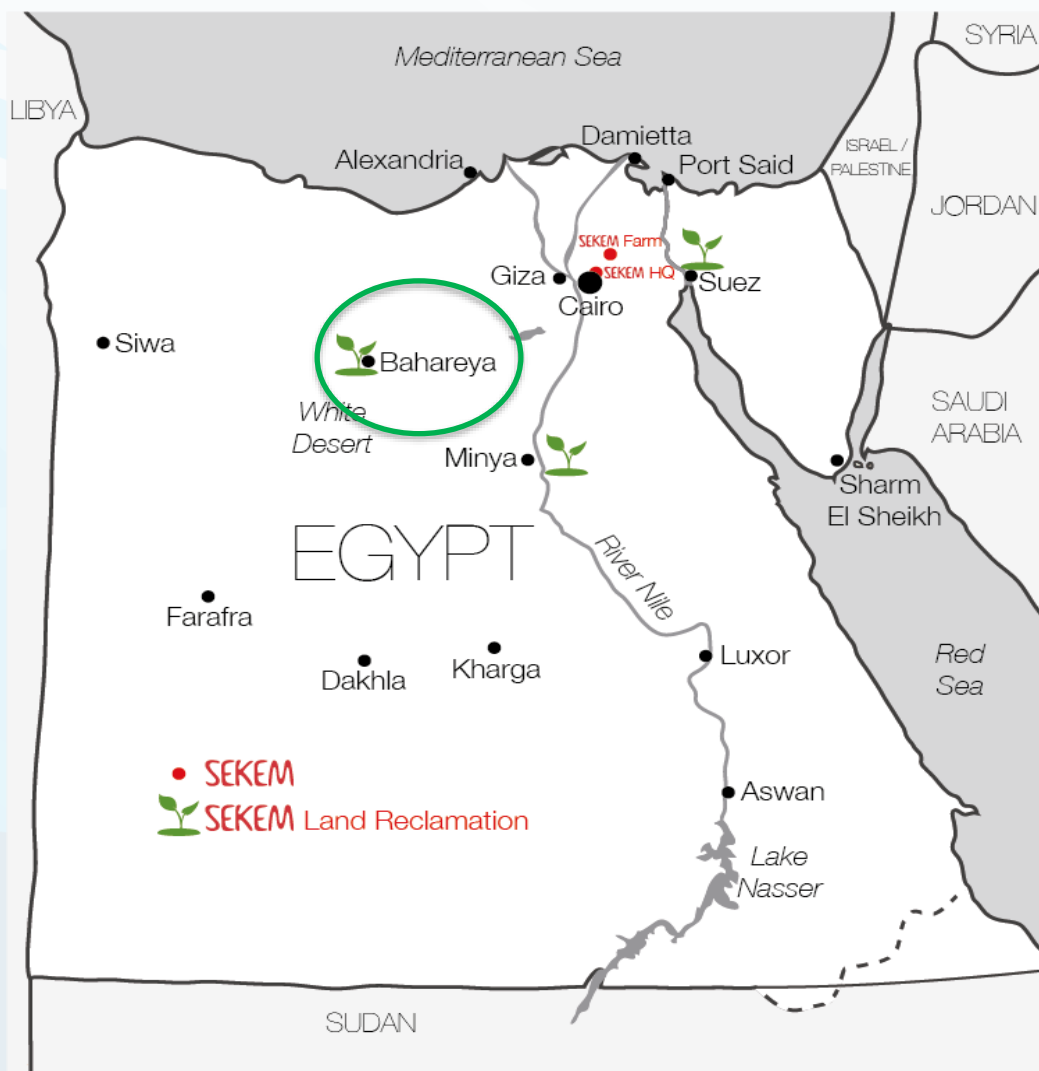 SYRIA
Mediterranean Sea
LIBYA
Damietta
Alexandria
Port Said
ISRAEL /
PALESTINE
JORDAN
SEKEM Farm
Giza
SEKEM HQ
Suez
Cairo
Siwa
Bahareya
White
Desert
SAUDI
ARABIA
Minya
Sharm
El Sheikh
EGYPT
River Nile
Farafra
Dakhla
Kharga
Luxor
Red
Sea
SEKEM
SEKEM Land Reclamation
Aswan
Lake
Nasser
SUDAN